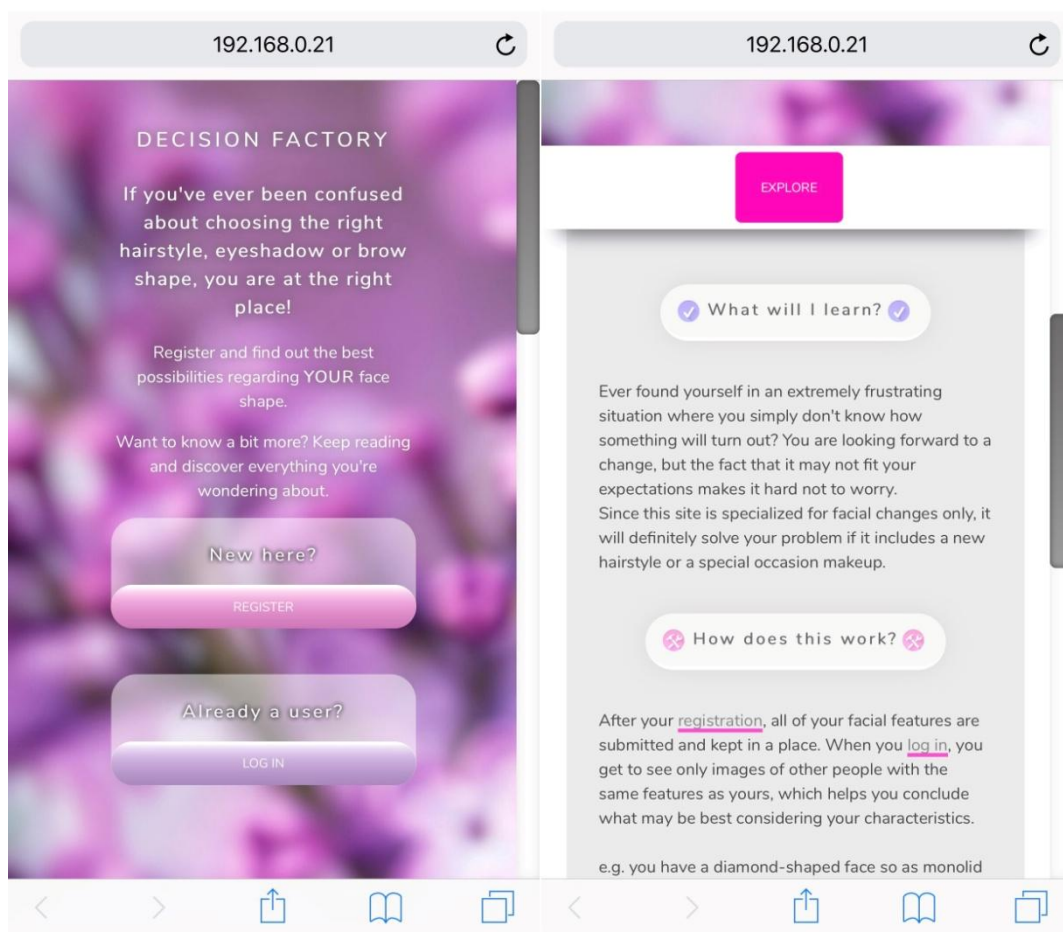 192.168.0.21
DECISION FACTORY
If you've ever been confused
about choosing the right
hairstyle, eyeshadow or brow
shape, you are at the right
place!
Register and find out the best
possibilities regarding YOUR face
shape.
Want to know a bit more? Keep reading
and discover everything you're
wondering about.
New here?
REGISTER
Already a user?
LOG IN
192.168.0.21
EXPLORE
What will I learn?
Ever found yourself in an extremely frustrating
situation where you simply don't know how
something will turn out? You are looking forward to a
change, but the fact that it may not fit your
expectations makes it hard not to worry.
Since this site is specialized for facial changes only, it
will definitely solve your problem if it includes a new
hairstyle or a special occasion makeup.
How does this work?
After your registration, all of your facial features are
submitted and kept in a place. When you log in, you
get to see only images of other people with the
same features as yours, which helps you conclude
what may be best considering your characteristics.
e.g. you have a diamond-shaped face so as monolid